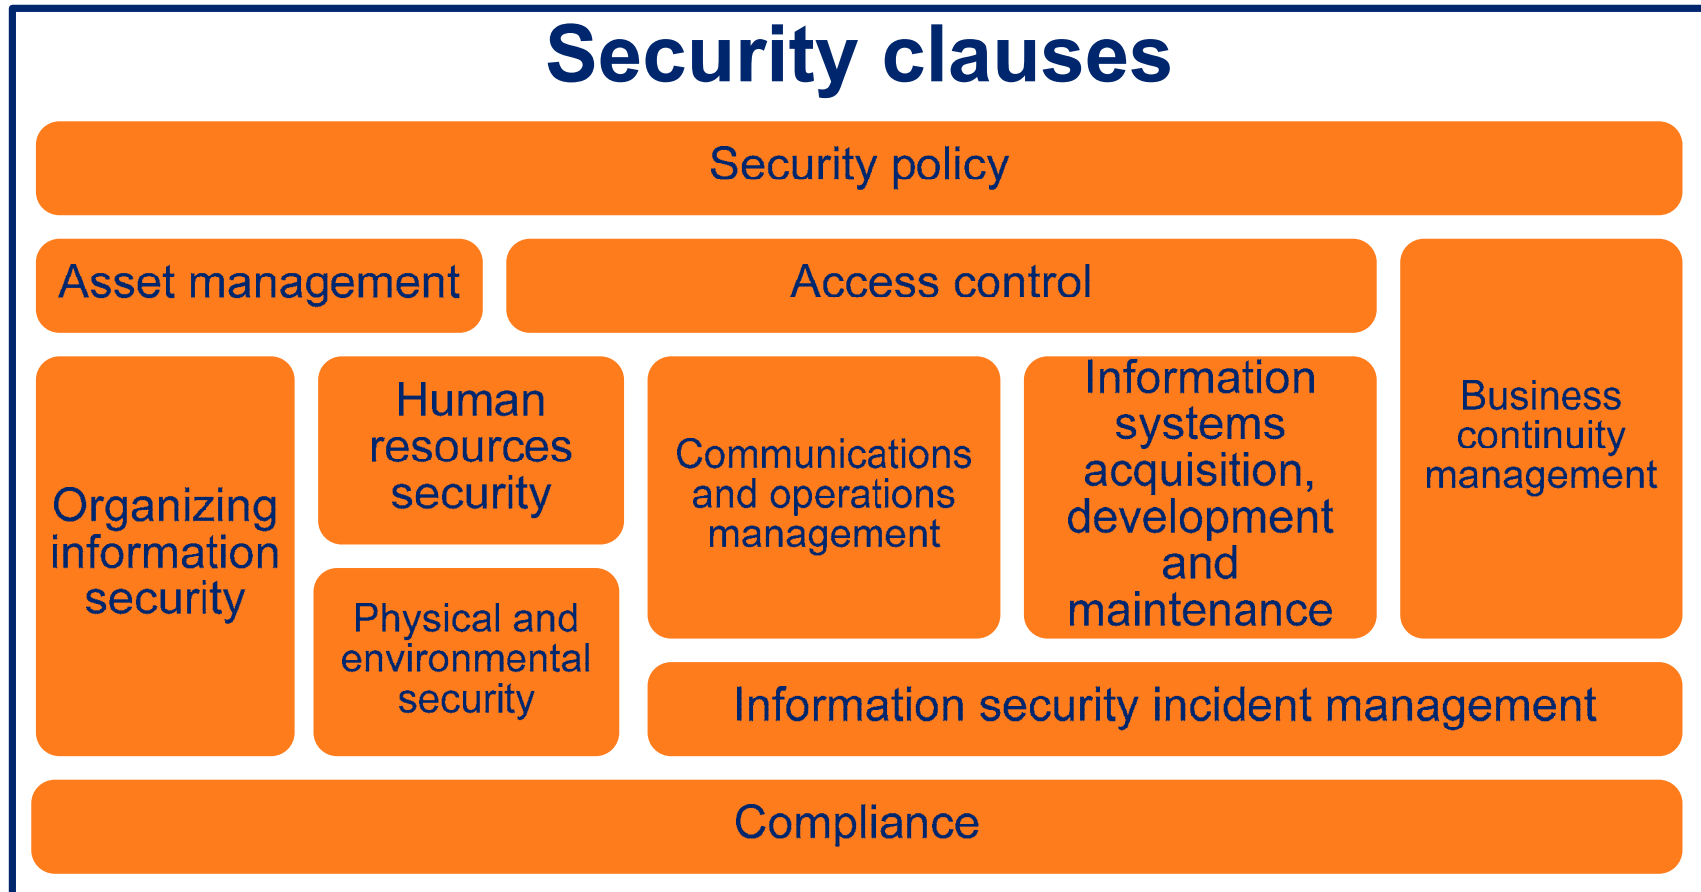 Security clauses
Security policy
Asset management
Access control
Organizing
information
security
Human
resources
security
Physical and
environmental
security
Communications
and operations
management
Information
systems
acquisition,
development
and
maintenance
Business
continuity
management
Information security incident management
Compliance